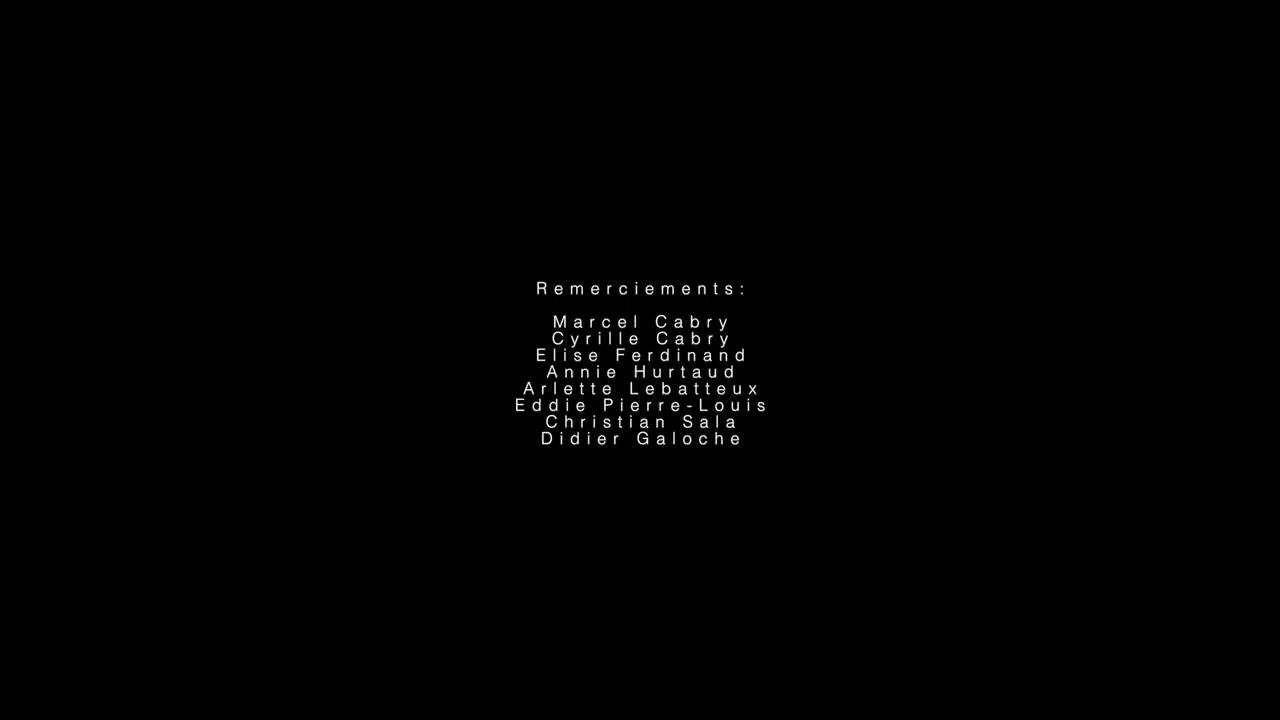 Remerciements:
Marcel Cabry
Cyrille Cabry
Elise Ferdinand
Annie Hurtaud
Arlette Lebatteux
Eddie Pierre-Louis
Christian Sala
Didier Galoche